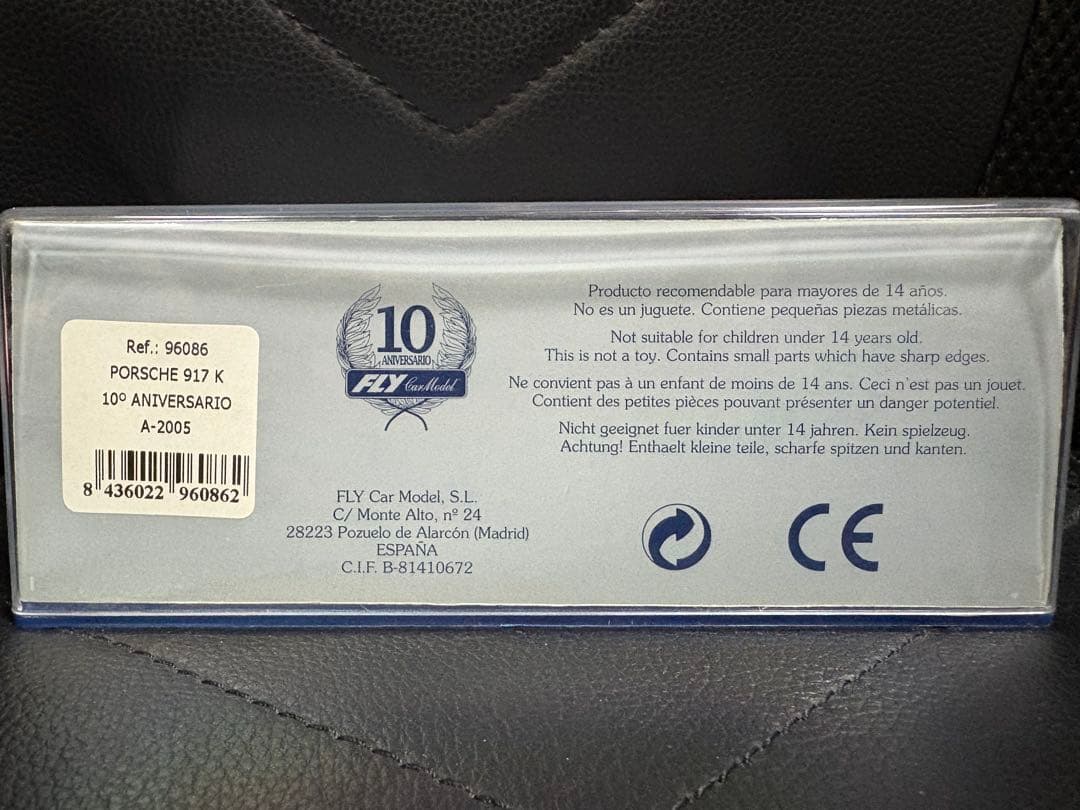 Ref.: 96086
PORSCHE 917 K
10º ANIVERSARIO
A-2005
8 436022 960862
10
ANIVERSARIO
FLY Car Model
FLY Car Model, S.L.
C/ Monte Alto, nº 24
28223 Pozuelo de Alarcón (Madrid)
ESPAÑA
C.I.F. B-81410672
Producto recomendable para mayores de 14 años.
No es un juguete. Contiene pequeñas piezas metálicas.
Not suitable for children under 14 years old.
This is not a toy. Contains small parts which have sharp edges.
Ne convient pas à un enfant de moins de 14 ans. Ceci n'est pas un jouet.
Contient des petites pièces pouvant présenter un danger potentiel.
Nicht geeignet fuer kinder unter 14 jahren. Kein spielzeug.
Achtung! Enthaelt kleine teile, scharfe spitzen und kanten.
CE